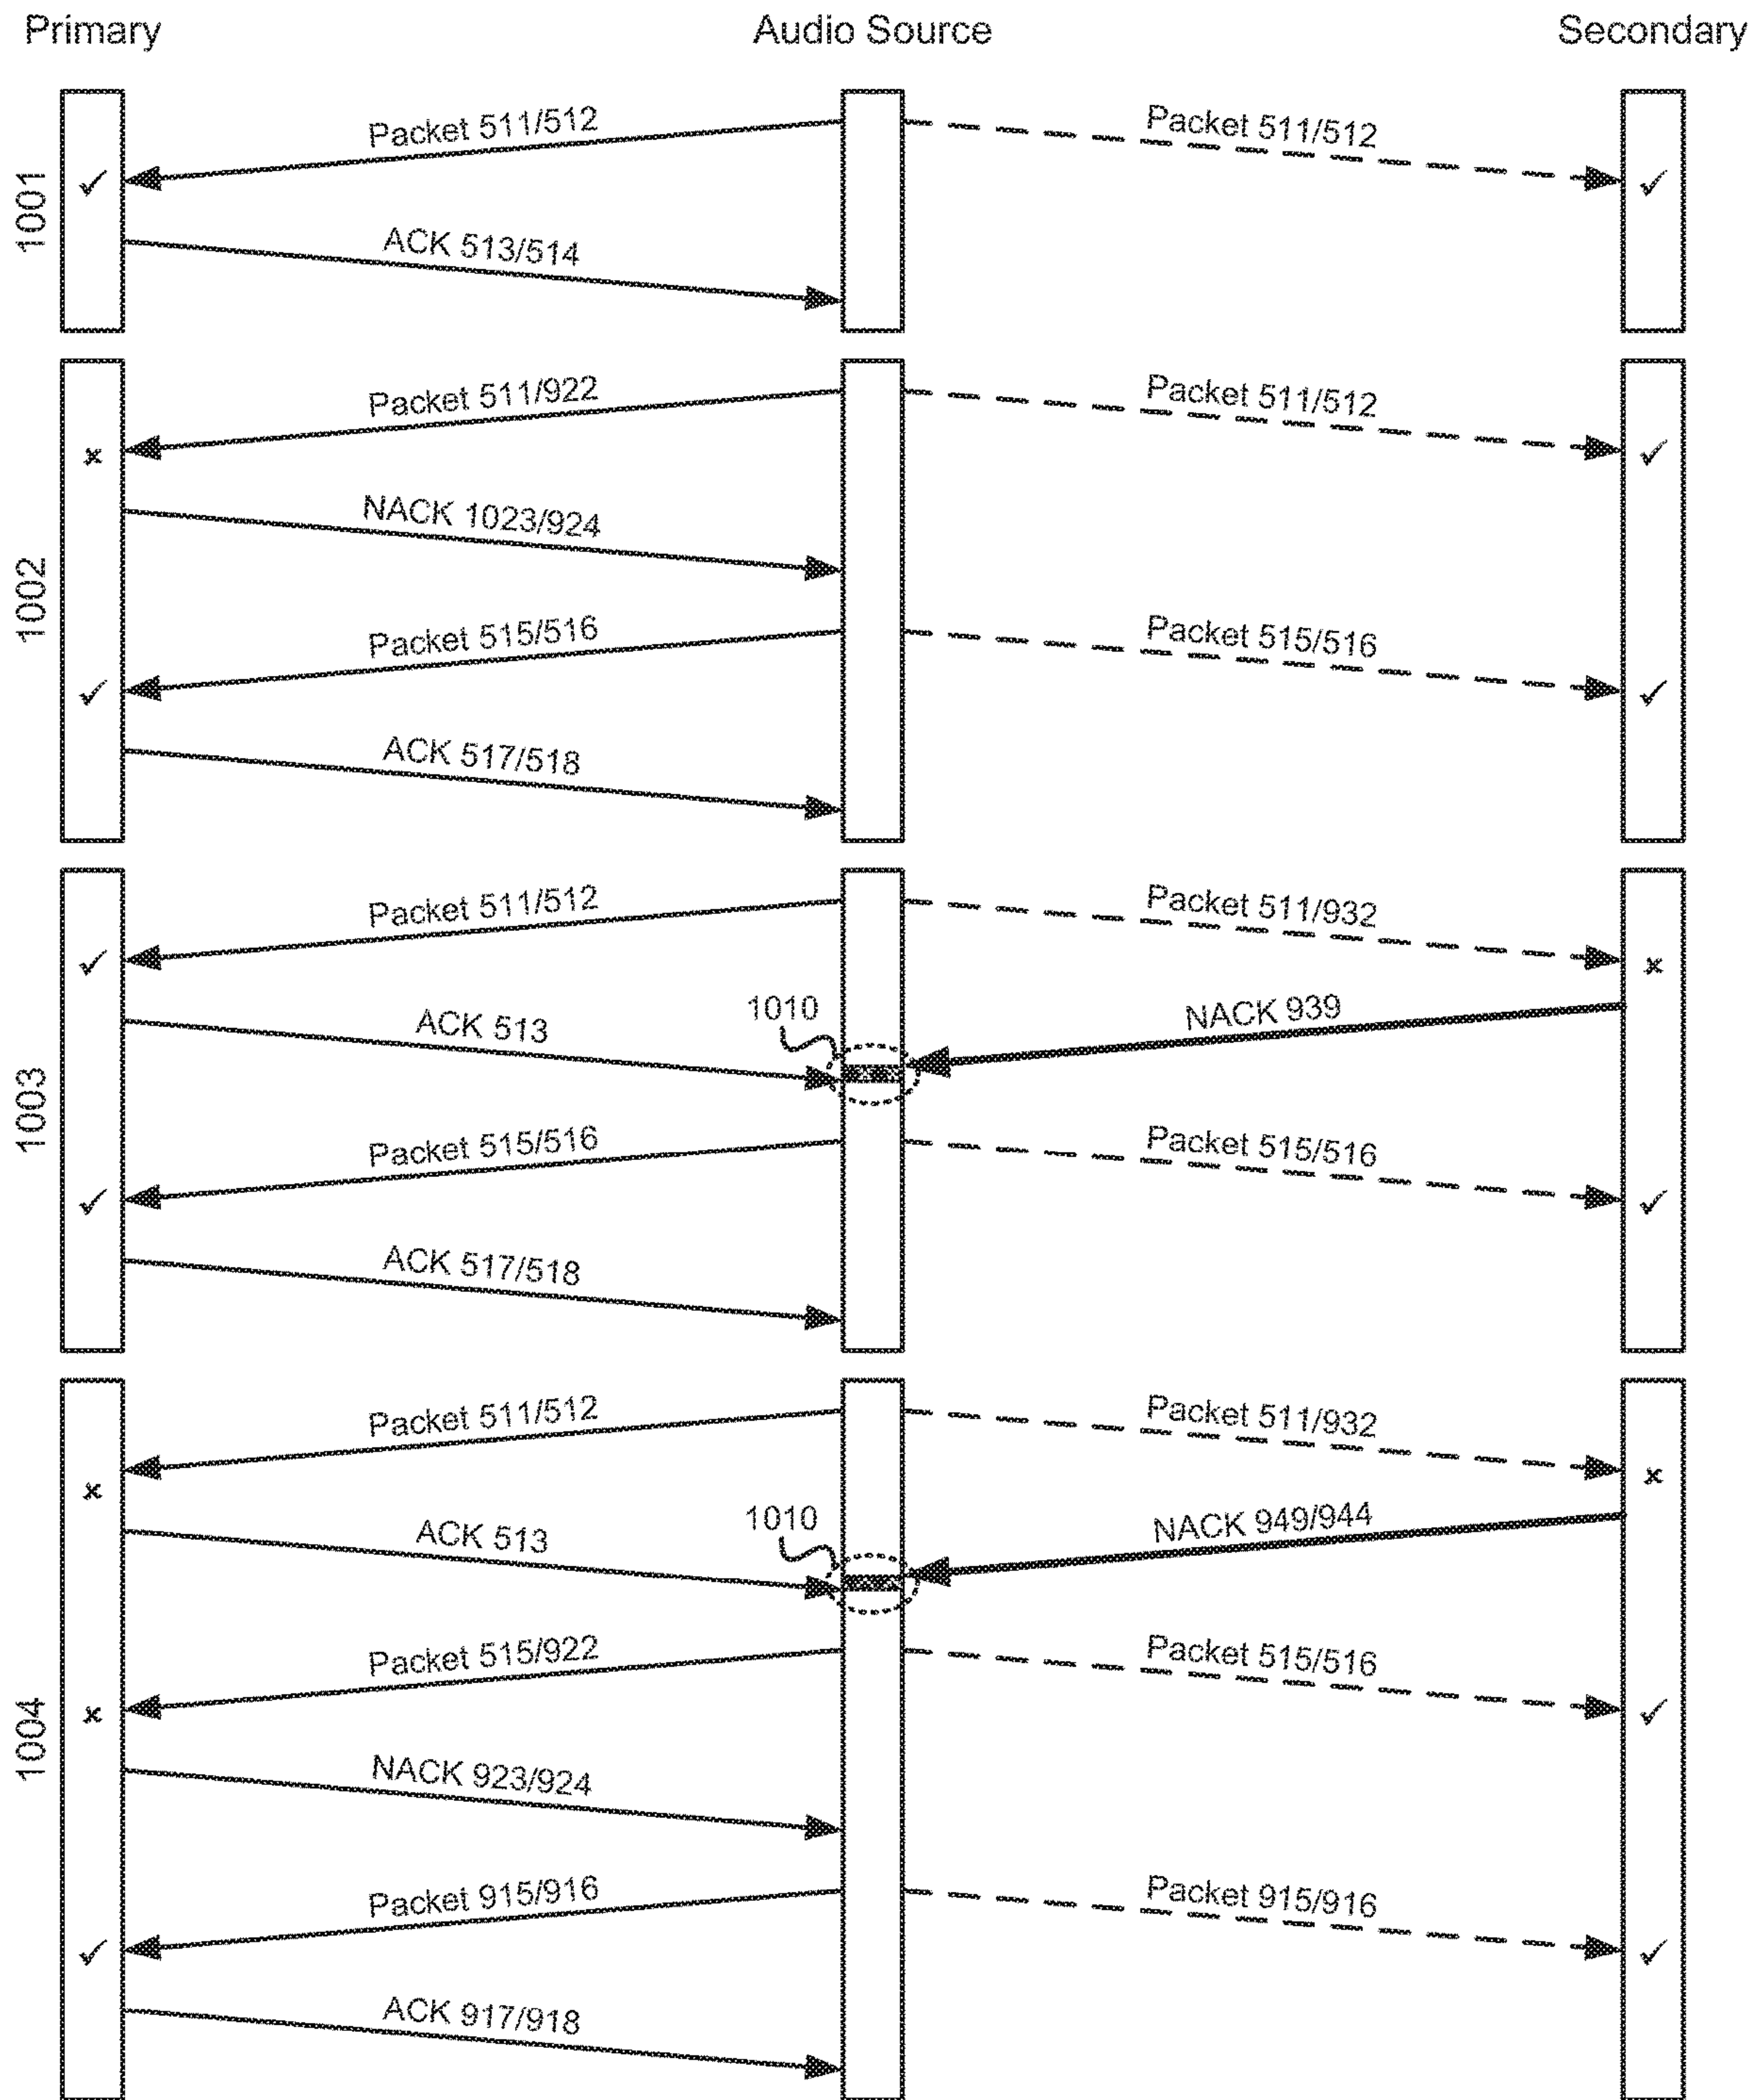 Primary Audio Source Secondary
1001
Packet 511/512 Packet 511/512
ACK 513/514
1002
Packet 511/922 Packet 511/512
NACK 1023/924
Packet 515/516 Packet 515/516
ACK 517/518
1003
Packet 511/512 Packet 511/932
ACK 513 1010 NACK 939
Packet 515/516 Packet 515/516
ACK 517/518
1004
Packet 511/512 Packet 511/932
ACK 513 1010 NACK 949/944
Packet 515/922 Packet 515/516
NACK 923/924
Packet 915/916 Packet 915/916
ACK 917/918